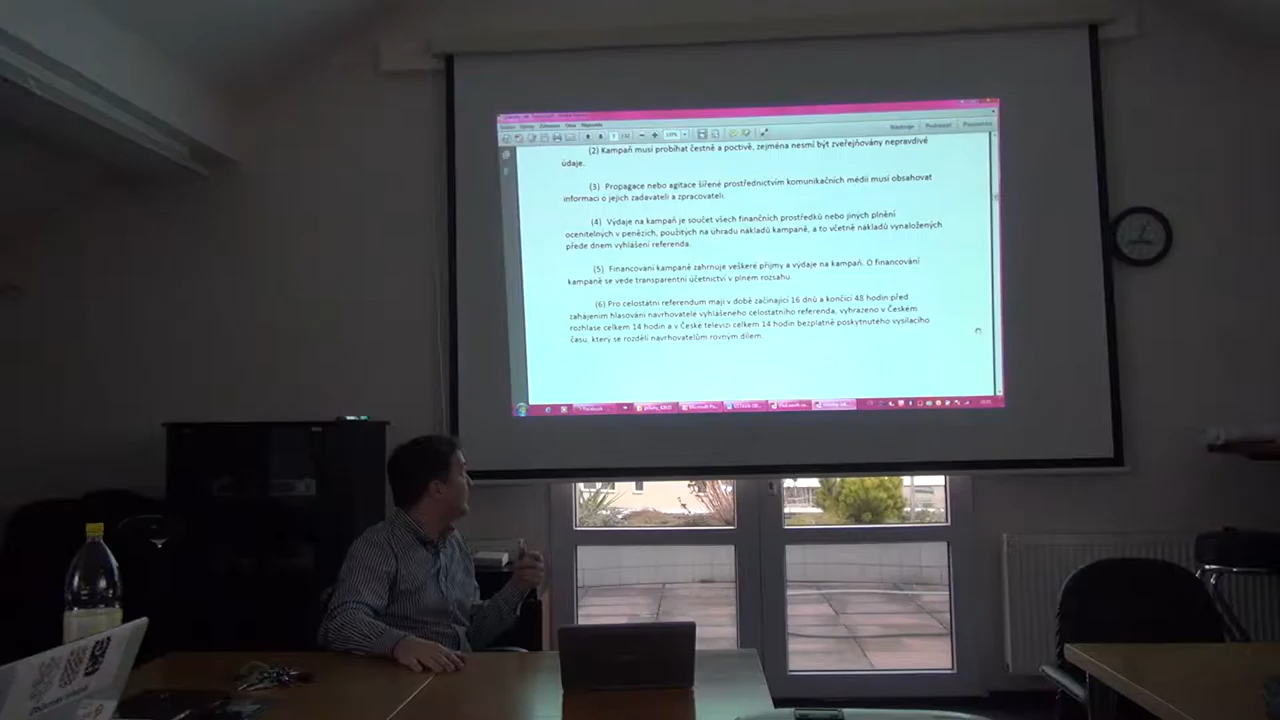 (2) Kampaň musí probíhat čestně a poctivě, zejména nesmí být zveřejňovány nepravdivé
údaje.
(3) Propagace nebo agitace šířené prostřednictvím komunikačních médií musí obsahovat
informaci o jejich zadavateli a zpracovateli.
(4) Výdaje na kampaň je součet všech finančních prostředků nebo jiných plnění
ocenitelných v penězích, použitých na úhradu nákladů kampaně, a to včetně nákladů vynaložených
přede dnem vyhlášení referenda.
(5) Financování kampaně zahrnuje veškeré příjmy a výdaje na kampaň. O financování
kampaně se vede transparentní účetnictví v plném rozsahu.
(6) Pro celostátní referendum mají v době začínající 16 dnů a končící 48 hodin před
zahájením hlasování navrhovatelé vyhlášeného celostátního referenda, vyhrazeno v Českém
rozhlase celkem 14 hodin a v České televizi celkem 14 hodin bezplatně poskytnutého vysílacího
času, který se rozdělí navrhovatelům rovným dílem.
Facebook